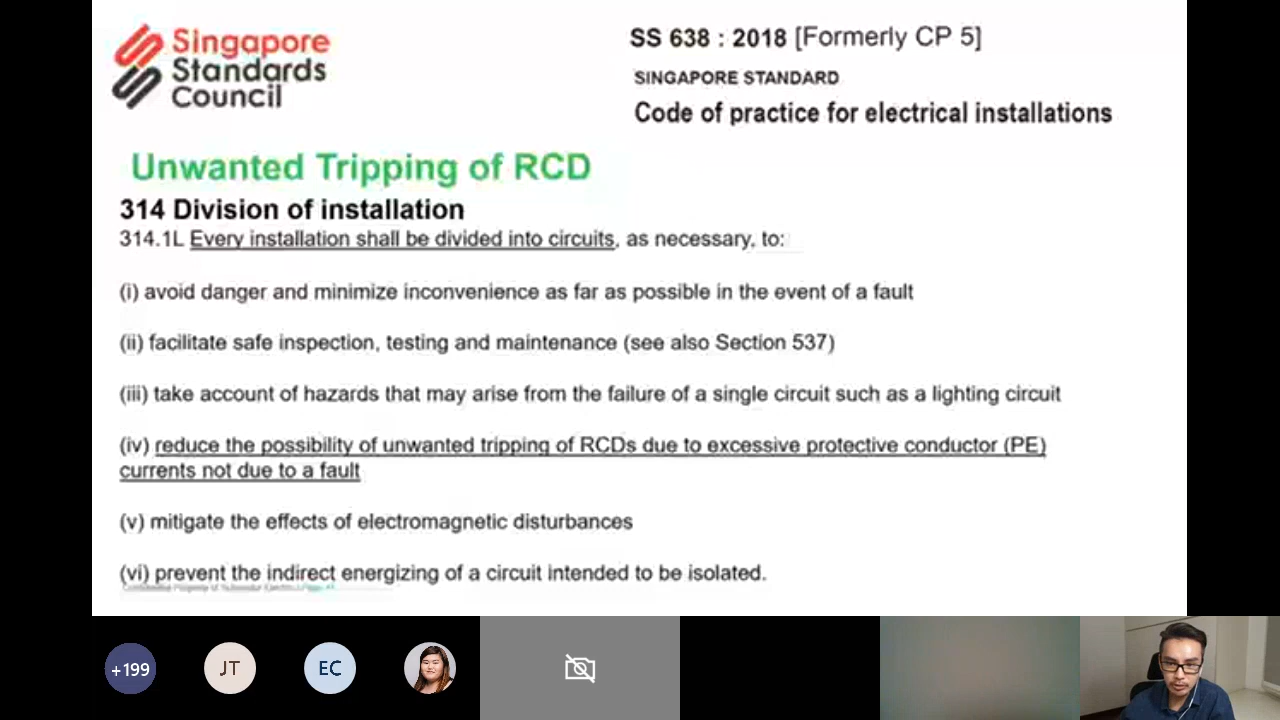 Singapore
Standards
Council
SS 638 : 2018 [Formerly CP 5]
SINGAPORE STANDARD
Code of practice for electrical installations
Unwanted Tripping of RCD
314 Division of installation
314.1L Every installation shall be divided into circuits, as necessary, to:
(i) avoid danger and minimize inconvenience as far as possible in the event of a fault
(ii) facilitate safe inspection, testing and maintenance (see also Section 537)
(iii) take account of hazards that may arise from the failure of a single circuit such as a lighting circuit
(iv) reduce the possibility of unwanted tripping of RCDs due to excessive protective conductor (PE)
currents not due to a fault
(v) mitigate the effects of electromagnetic disturbances
(vi) prevent the indirect energizing of a circuit intended to be isolated.
Confidential Property of Schneider Electric
+199
JT
EC